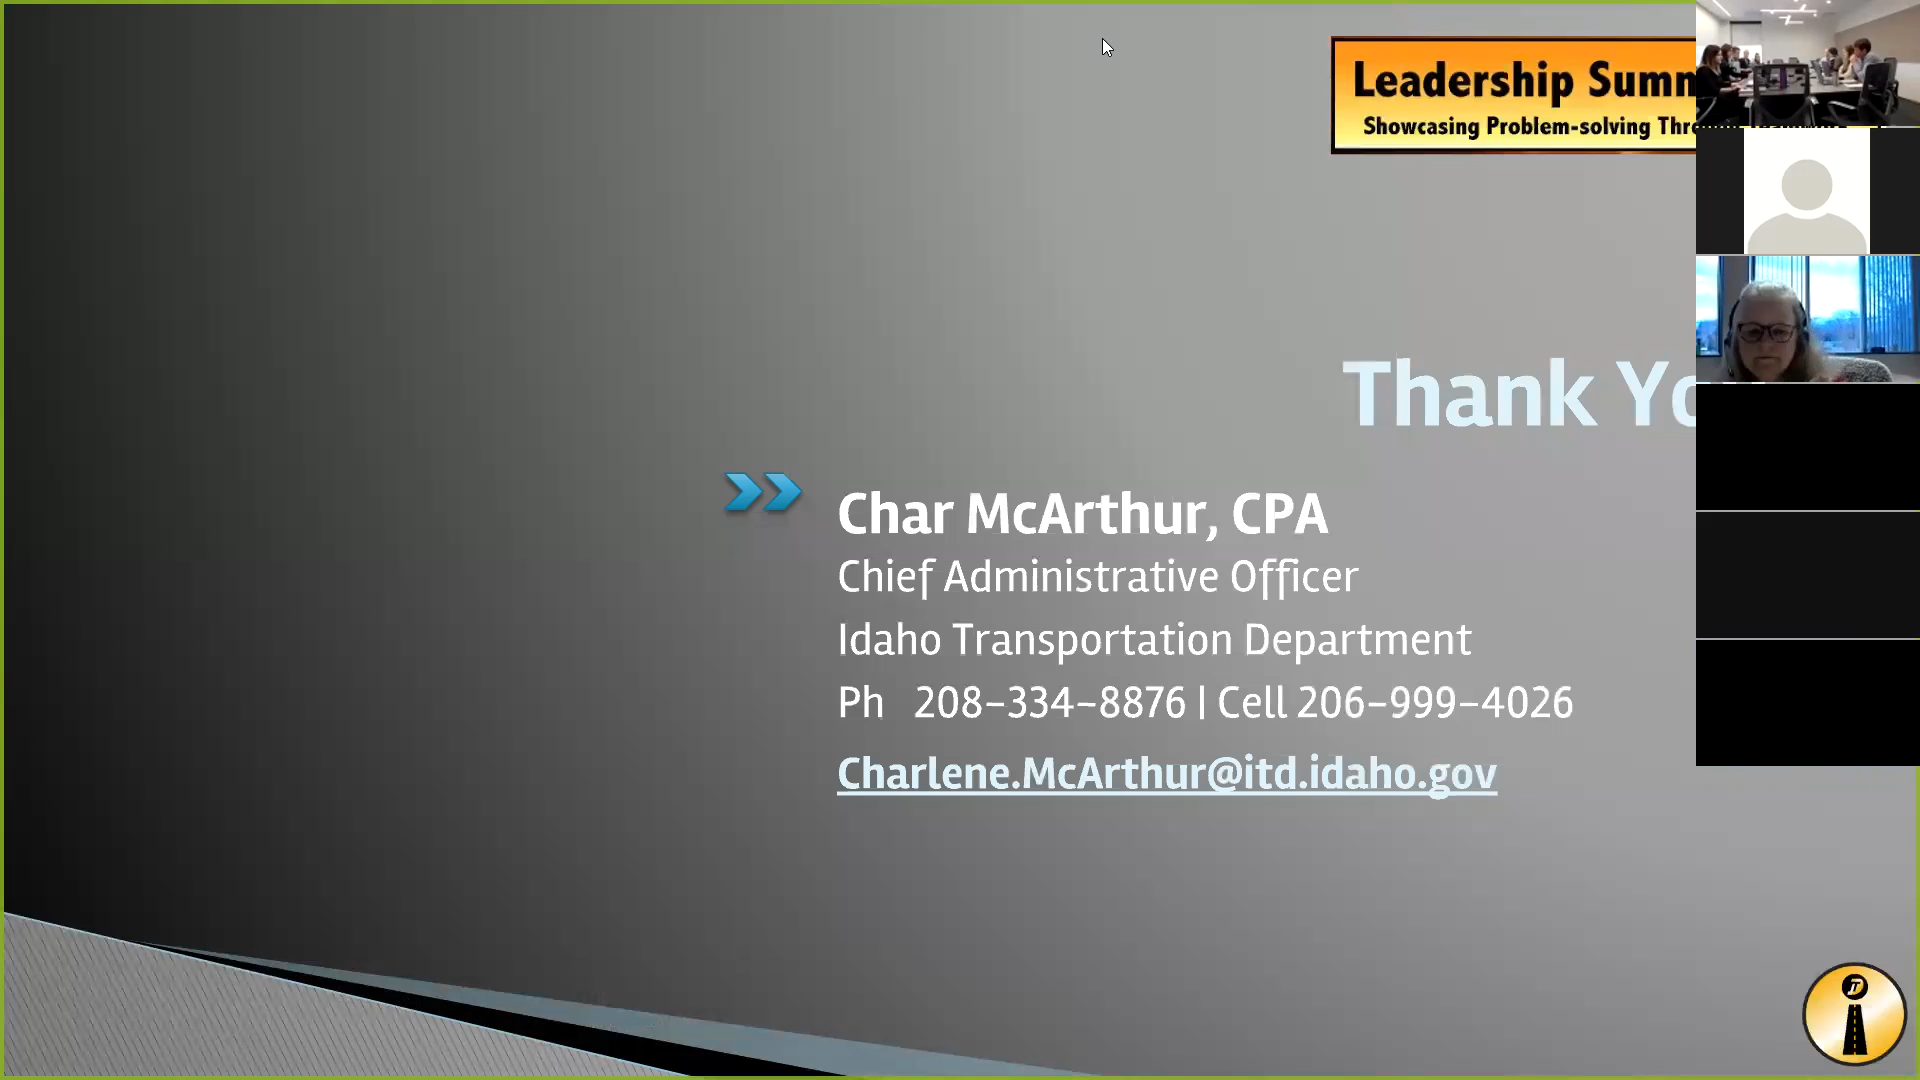 Leadership Summ
Showcasing Problem-solving Thro
Thank Yo
Char McArthur, CPA
Chief Administrative Officer
Idaho Transportation Department
Ph 208-334-8876 | Cell 206-999-4026
Charlene.McArthur@itd.idaho.gov